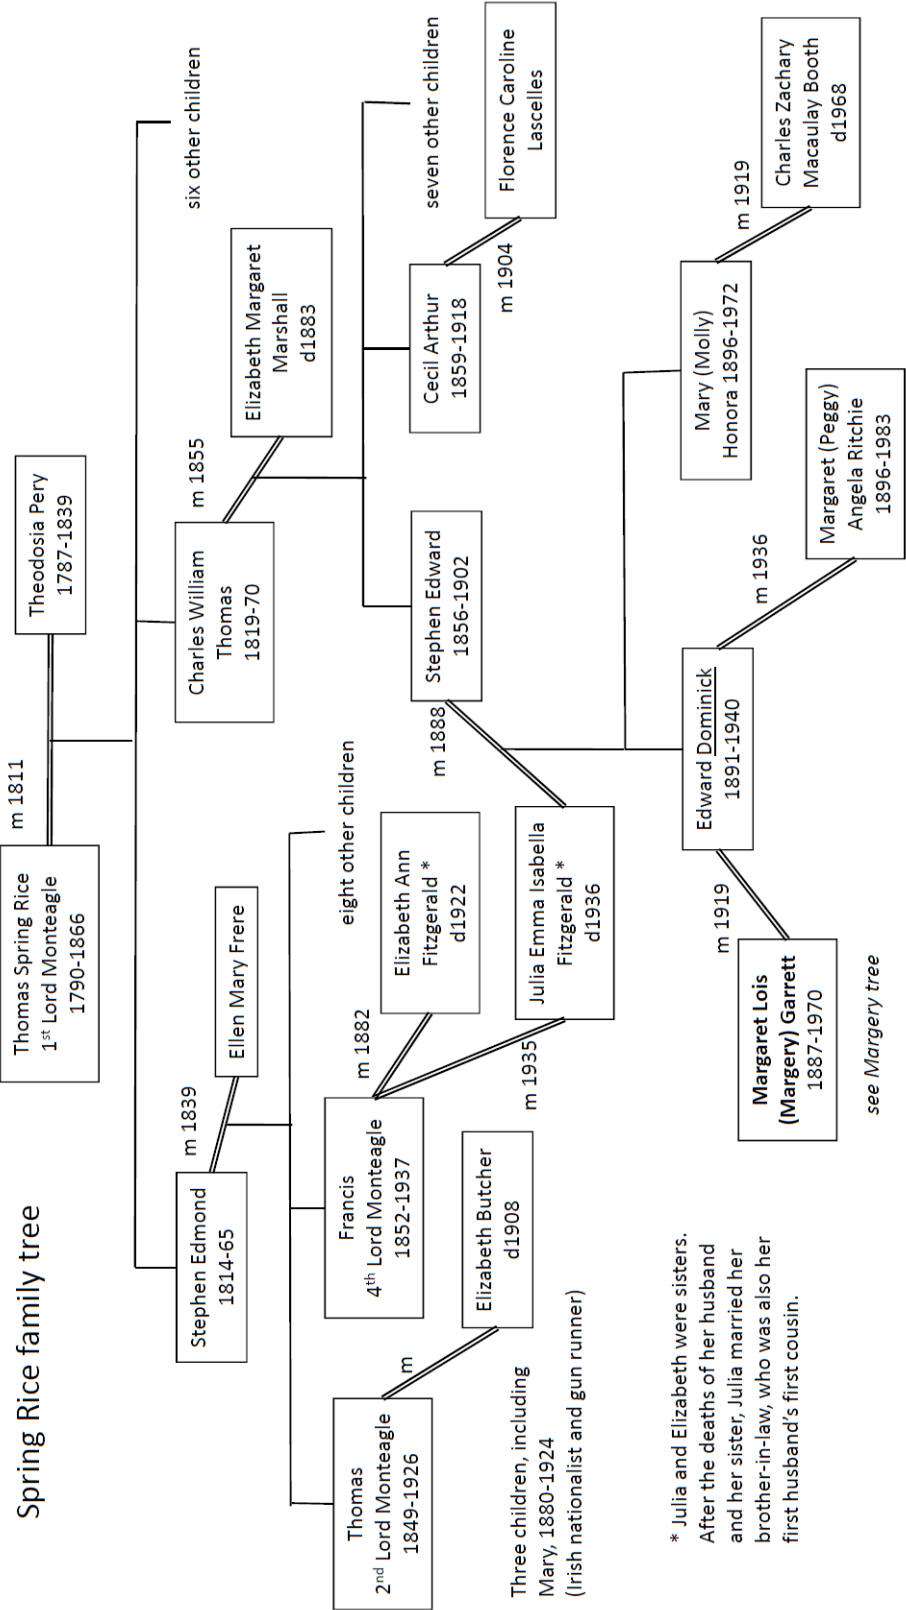 Spring Rice family tree
Thomas Spring Rice
1st Lord Monteagle
1790-1866
m 1811
Theodosia Pery
1787-1839
Stephen Edmond
1814-65
m 1839
Ellen Mary Frere
Charles William
Thomas
1819-70
m 1855
Elizabeth Margaret
Marshall
d1883
six other children
Thomas
2nd Lord Monteagle
1849-1926
m
Elizabeth Butcher
d1908
Three children, including
Mary, 1880-1924
(Irish nationalist and gun runner)
Francis
4th Lord Monteagle
1852-1937
m 1882
Elizabeth Ann
Fitzgerald *
d1922
eight other children
m 1935
Julia Emma Isabella
Fitzgerald *
d1936
m 1888
Stephen Edward
1856-1902
Cecil Arthur
1859-1918
m 1904
Florence Caroline
Lascelles
seven other children
Margaret Lois
(Margery) Garrett
1887-1970
see Margery tree
m 1919
Edward Dominick
1891-1940
m 1936
Margaret (Peggy)
Angela Ritchie
1896-1983
Mary (Molly)
Honora 1896-1972
m 1919
Charles Zachary
Macaulay Booth
d1968
* Julia and Elizabeth were sisters.
After the deaths of her husband
and her sister, Julia married her
brother-in-law, who was also her
first husband's first cousin.